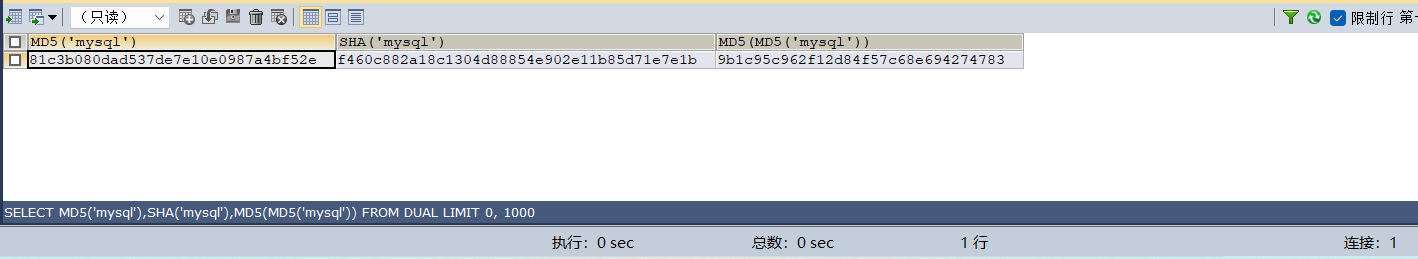 （只读） 限制行 第
MD5('mysql') SHA('mysql') MD5(MD5('mysql'))
81c3b080dad537de7e10e0987a4bf52e f460c882a18c1304d88854e902e11b85d71e7e1b 9b1c95c962f12d84f57c68e694274783
SELECT MD5('mysql'),SHA('mysql'),MD5(MD5('mysql')) FROM DUAL LIMIT 0, 1000
执行：0 sec 总数：0 sec 1 行 连接：1